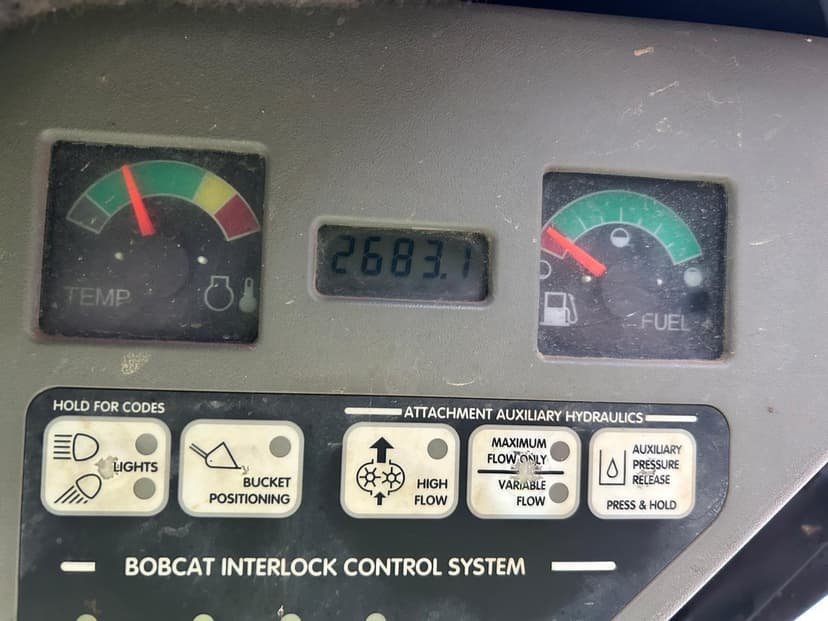 TEMP
2683.1
FUEL
HOLD FOR CODES
LIGHTS
BUCKET
POSITIONING
ATTACHMENT AUXILIARY HYDRAULICS
HIGH
FLOW
MAXIMUM
FLOW ONLY
VARIABLE
FLOW
AUXILIARY
PRESSURE
RELEASE
PRESS & HOLD
BOBCAT INTERLOCK CONTROL SYSTEM